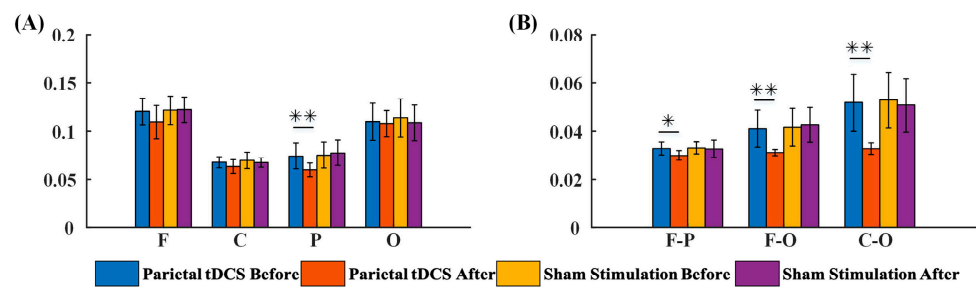 (A)
0.2
0.15
0.1
0.05
0
**
F C P O
(B)
0.08
0.06
0.04
0.02
0
* ** **
F-P F-O C-O
Parietal tDCS Before Parietal tDCS After Sham Stimulation Before Sham Stimulation After